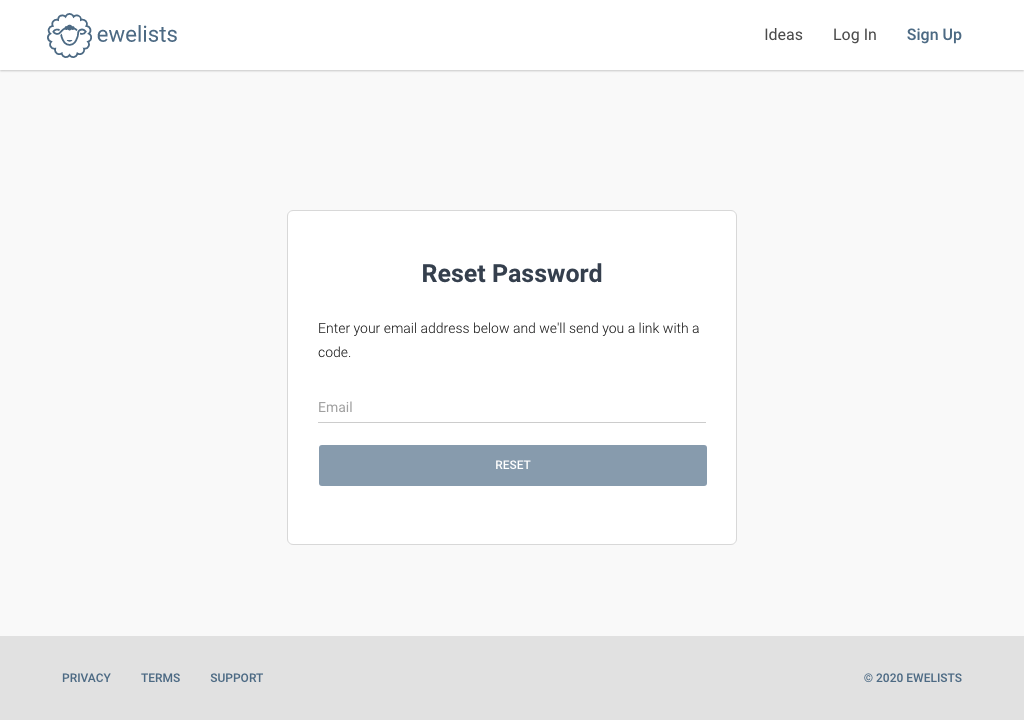 ewelists
Ideas
Log In
Sign Up
Reset Password
Enter your email address below and we'll send you a link with a
code.
Email
RESET
PRIVACY
TERMS
SUPPORT
© 2020 EWELISTS